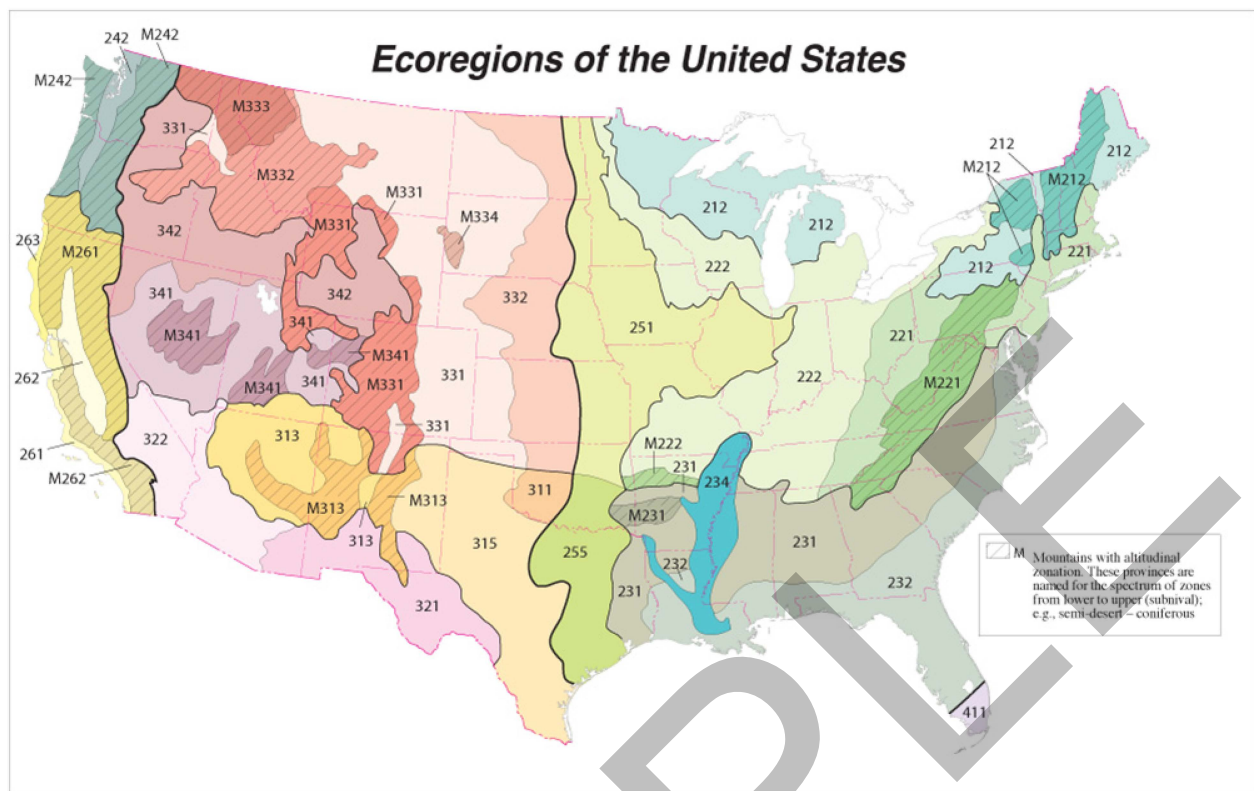 Ecoregions of the United States
242
M242
M242
M333
331
M332
M331
M331
M334
342
263
M261
341
M341
342
341
M341
M341
341
M331
262
322
261
M262
313
331
331
332
M313
M313
313
311
315
321
255
251
212
212
222
222
M222
231
M231
234
231
232
231
232
411
221
M221
212
221
M212
212
M212
212
M Mountains with altitudinal
zonation. These provinces are
named for the spectrum of zones
from lower to upper (subnival);
e.g., semi-desert – coniferous
PLE